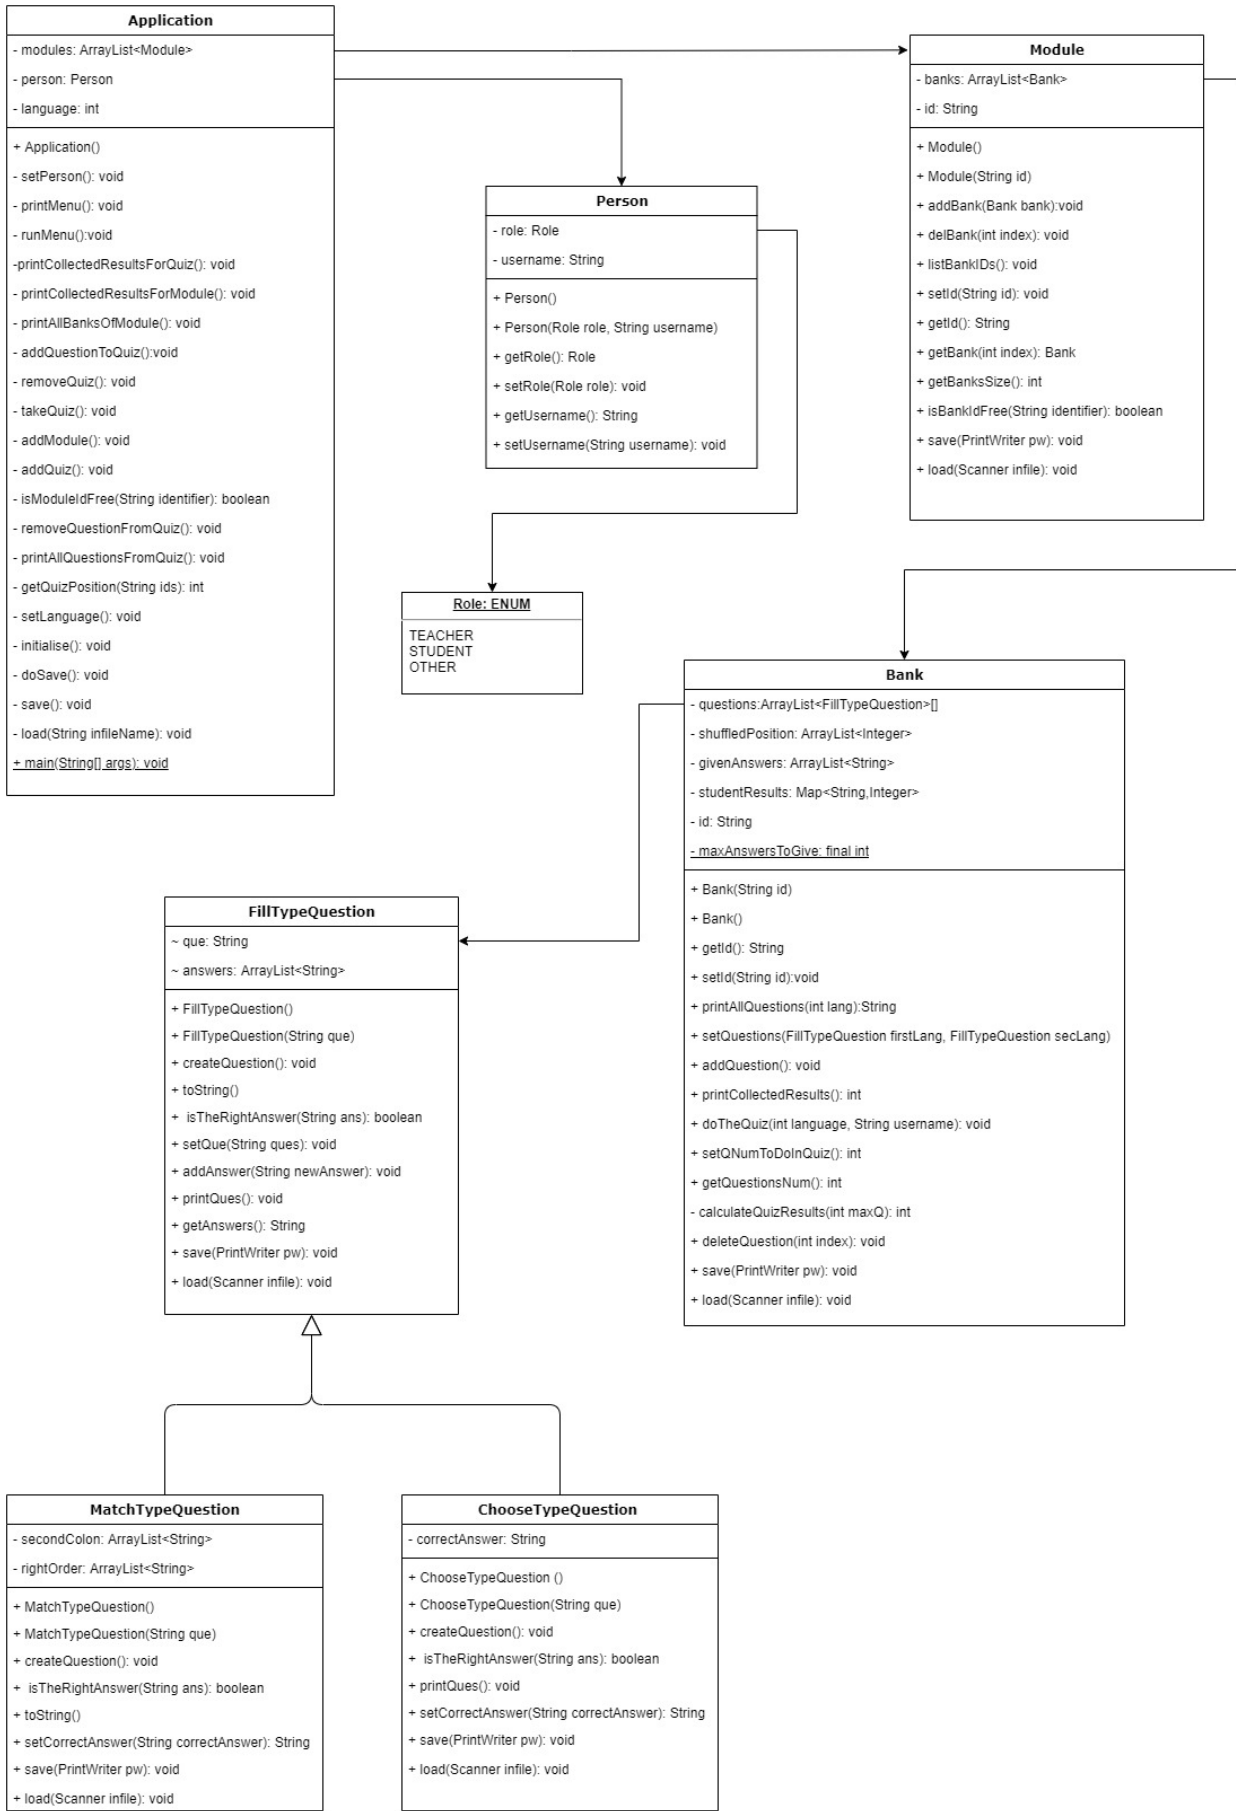 Application
- modules: ArrayList<Module>
- person: Person
- language: int
+ Application()
- setPerson(): void
- printMenu(): void
- runMenu():void
-printCollectedResultsForQuiz(): void
- printCollectedResultsForModule(): void
- printAllBanksOfModule(): void
- addQuestionToQuiz():void
- removeQuiz(): void
- takeQuiz(): void
- addModule(): void
- addQuiz(): void
- isModuleIdFree(String identifier): boolean
- removeQuestionFromQuiz(): void
- printAllQuestionsFromQuiz(): void
- getQuizPosition(String ids): int
- setLanguage(): void
- initialise(): void
- doSave(): void
- save(): void
- load(String infileName): void
+ main(String[] args): void
Module
- banks: ArrayList<Bank>
- id: String
+ Module()
+ Module(String id)
+ addBank(Bank bank):void
+ delBank(int index): void
+ listBankIDs(): void
+ setId(String id): void
+ getId(): String
+ getBank(int index): Bank
+ getBanksSize(): int
+ isBankIdFree(String identifier): boolean
+ save(PrintWriter pw): void
+ load(Scanner infile): void
Person
- role: Role
- username: String
+ Person()
+ Person(Role role, String username)
+ getRole(): Role
+ setRole(Role role): void
+ getUsername(): String
+ setUsername(String username): void
Role: ENUM
TEACHER
STUDENT
OTHER
Bank
- questions:ArrayList<FillTypeQuestion>[]
- shuffledPosition: ArrayList<Integer>
- givenAnswers: ArrayList<String>
- studentResults: Map<String,Integer>
- id: String
- maxAnswersToGive: final int
+ Bank(String id)
+ Bank()
+ getId(): String
+ setId(String id):void
+ printAllQuestions(int lang):String
+ setQuestions(FillTypeQuestion firstLang, FillTypeQuestion secLang)
+ addQuestion(): void
+ printCollectedResults(): int
+ doTheQuiz(int language, String username): void
+ setQNumToDoInQuiz(): int
+ getQuestionsNum(): int
- calculateQuizResults(int maxQ): int
+ deleteQuestion(int index): void
+ save(PrintWriter pw): void
+ load(Scanner infile): void
FillTypeQuestion
~ que: String
~ answers: ArrayList<String>
+ FillTypeQuestion()
+ FillTypeQuestion(String que)
+ createQuestion(): void
+ toString()
+  isTheRightAnswer(String ans): boolean
+ setQue(String ques): void
+ addAnswer(String newAnswer): void
+ printQues(): void
+ getAnswers(): String
+ save(PrintWriter pw): void
+ load(Scanner infile): void
MatchTypeQuestion
- secondColon: ArrayList<String>
- rightOrder: ArrayList<String>
+ MatchTypeQuestion()
+ MatchTypeQuestion(String que)
+ createQuestion(): void
+  isTheRightAnswer(String ans): boolean
+ toString()
+ setCorrectAnswer(String correctAnswer): String
+ save(PrintWriter pw): void
+ load(Scanner infile): void
ChooseTypeQuestion
- correctAnswer: String
+ ChooseTypeQuestion ()
+ ChooseTypeQuestion(String que)
+ createQuestion(): void
+  isTheRightAnswer(String ans): boolean
+ printQues(): void
+ setCorrectAnswer(String correctAnswer): String
+ save(PrintWriter pw): void
+ load(Scanner infile): void